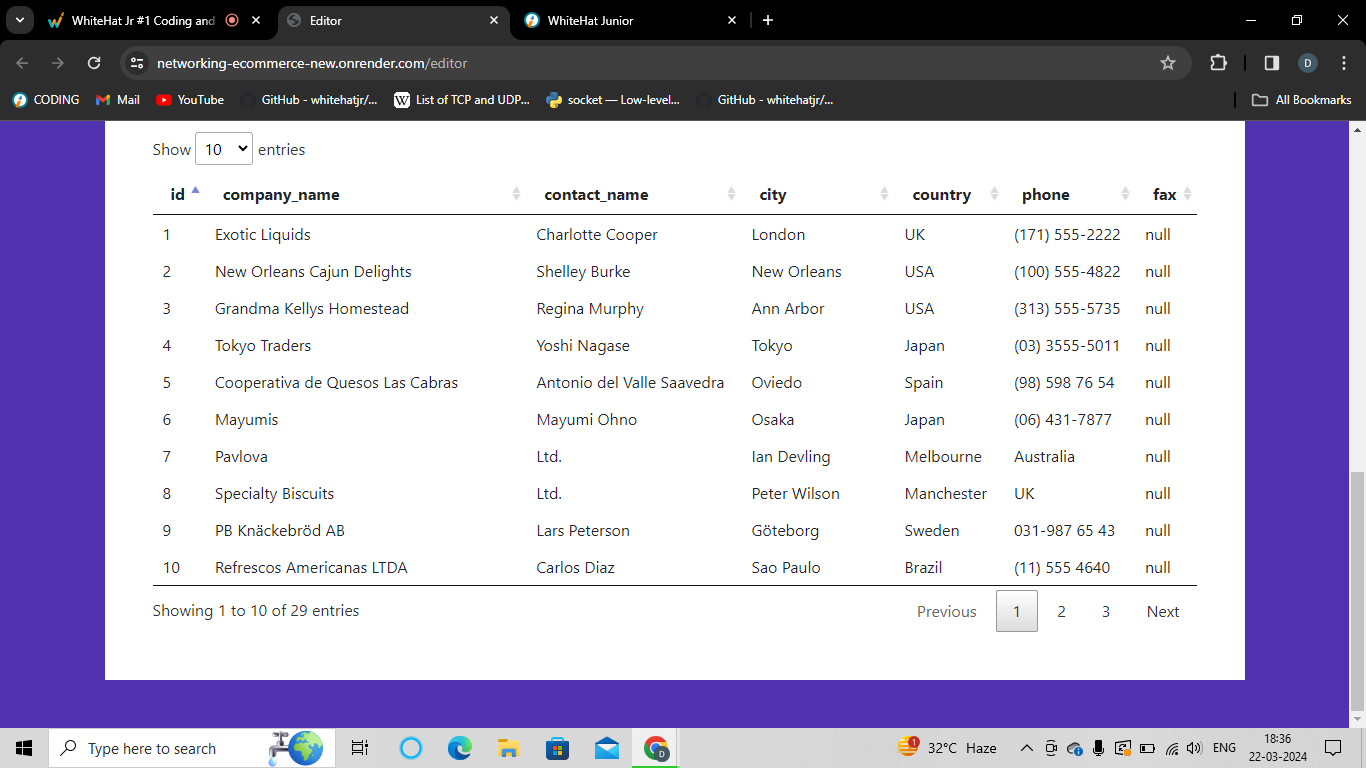 WhiteHat Jr #1 Coding and
Editor
WhiteHat Junior
networking-ecommerce-new.onrender.com/editor
D
CODING
Mail
YouTube
GitHub - whitehatjr/...
W
List of TCP and UDP...
socket — Low-level...
GitHub - whitehatjr/...
All Bookmarks
Show 10 entries
id company_name contact_name city country phone fax
1 Exotic Liquids Charlotte Cooper London UK (171) 555-2222 null
2 New Orleans Cajun Delights Shelley Burke New Orleans USA (100) 555-4822 null
3 Grandma Kellys Homestead Regina Murphy Ann Arbor USA (313) 555-5735 null
4 Tokyo Traders Yoshi Nagase Tokyo Japan (03) 3555-5011 null
5 Cooperativa de Quesos Las Cabras Antonio del Valle Saavedra Oviedo Spain (98) 598 76 54 null
6 Mayumis Mayumi Ohno Osaka Japan (06) 431-7877 null
7 Pavlova Ltd. Ian Devling Melbourne Australia null
8 Specialty Biscuits Ltd. Peter Wilson Manchester UK null
9 PB Knäckebröd AB Lars Peterson Göteborg Sweden 031-987 65 43 null
10 Refrescos Americanas LTDA Carlos Diaz Sao Paulo Brazil (11) 555 4640 null
Showing 1 to 10 of 29 entries
Previous 1 2 3 Next
Type here to search
D
1
32°C Haze
ENG
18:36
22-03-2024